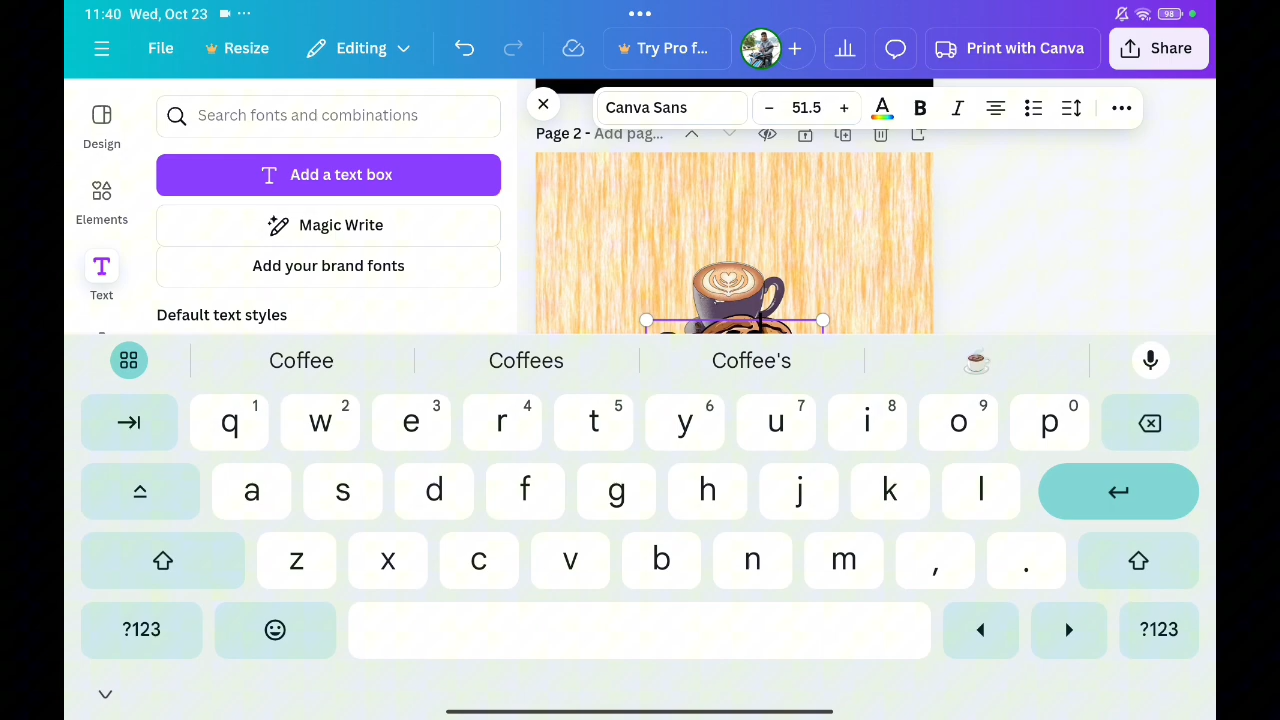 11:40 Wed, Oct 23
98
File
Resize
Editing
Try Pro f...
Print with Canva
Share
Design
Elements
Text
Search fonts and combinations
Add a text box
Magic Write
Add your brand fonts
Default text styles
Canva Sans
− 51.5 +
A B I
Page 2 - Add pag...
Coffee Coffees Coffee's
q 1 w 2 e 3 r 4 t 5 y 6 u 7 i 8 o 9 p 0
a s d f g h j k l
z x c v b n m , .
?123 ?123